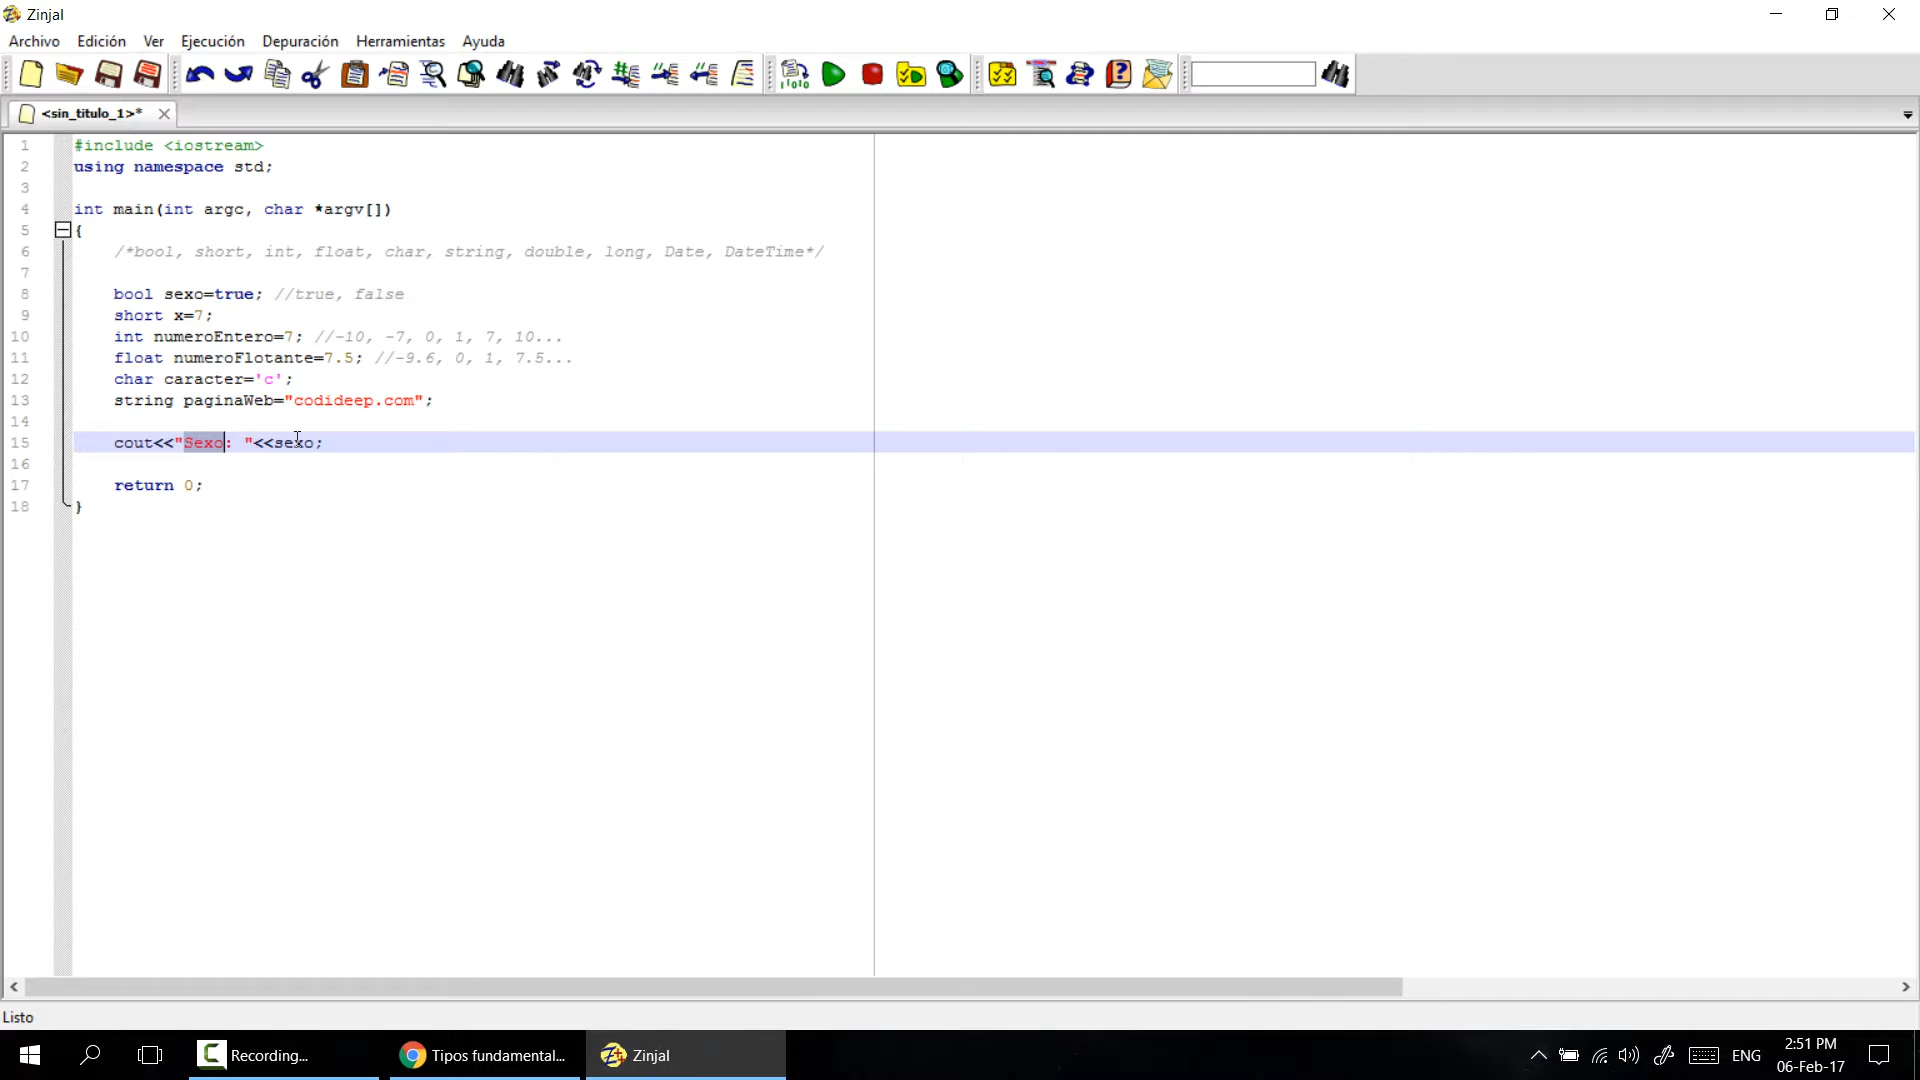 Zinjal
Archivo Edición Ver Ejecución Depuración Herramientas Ayuda
<sin_titulo_1>*
1 #include <iostream>
2 using namespace std;
3
4 int main(int argc, char *argv[])
5 {
6 /*bool, short, int, float, char, string, double, long, Date, DateTime*/
7
8 bool sexo=true; //true, false
9 short x=7;
10 int numeroEntero=7; //-10, -7, 0, 1, 7, 10...
11 float numeroFlotante=7.5; //-9.6, 0, 1, 7.5...
12 char caracter='c';
13 string paginaWeb="codideep.com";
14
15 cout<<"Sexo: "<<sexo;
16
17 return 0;
18 }
Listo
Recording... Tipos fundamental... Zinjal ENG 2:51 PM
06-Feb-17